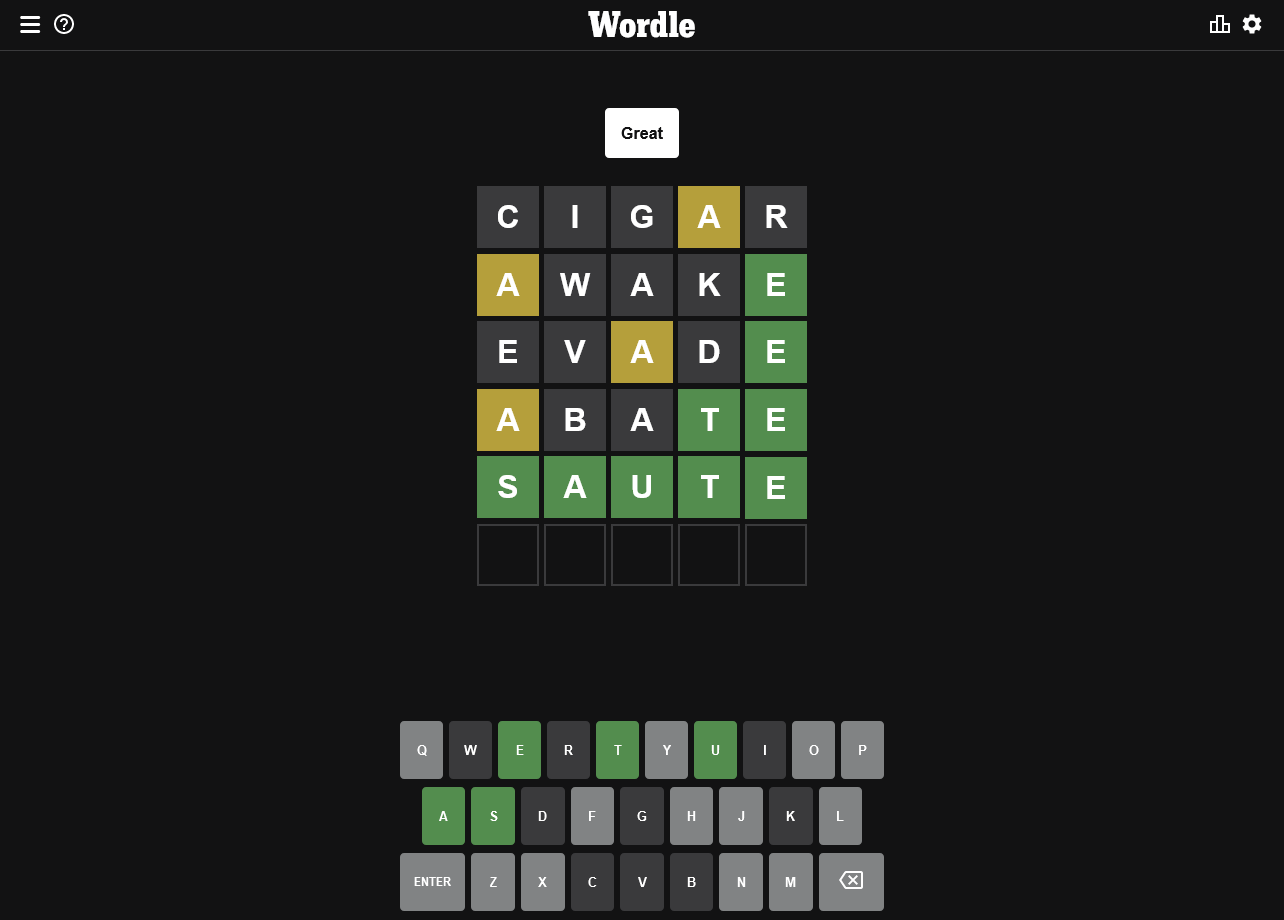 Wordle
Great
C I G A R
A W A K E
E V A D E
A B A T E
S A U T E
Q W E R T Y U I O P
A S D F G H J K L
ENTER Z X C V B N M